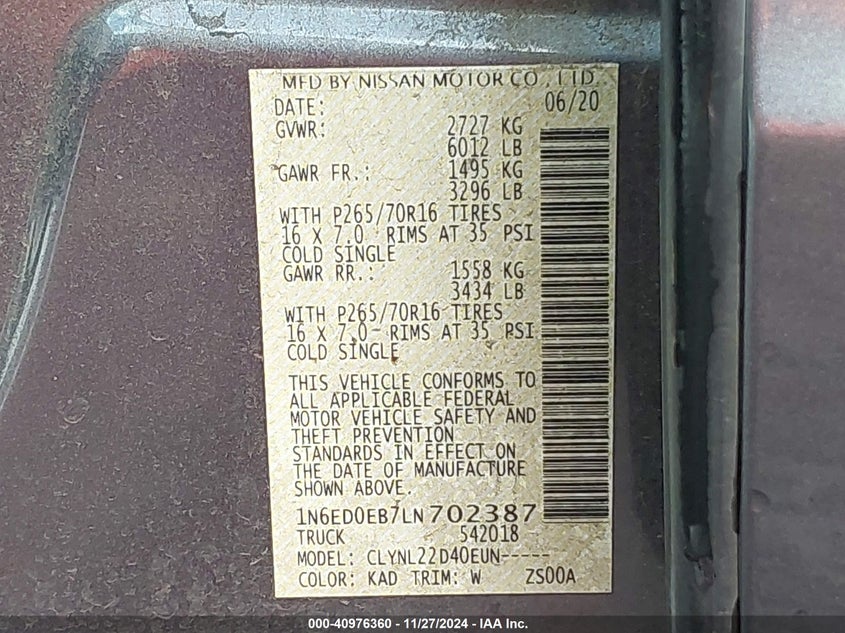 MFD BY NISSAN MOTOR CO., LTD.
DATE: 06/20
GVWR: 2727 KG
6012 LB
GAWR FR.: 1495 KG
3296 LB
WITH P265/70R16 TIRES
16 X 7.0 RIMS AT 35 PSI
COLD SINGLE
GAWR RR.: 1558 KG
3434 LB
WITH P265/70R16 TIRES
16 X 7.0 RIMS AT 35 PSI
COLD SINGLE
THIS VEHICLE CONFORMS TO
ALL APPLICABLE FEDERAL
MOTOR VEHICLE SAFETY AND
THEFT PREVENTION
STANDARDS IN EFFECT ON
THE DATE OF MANUFACTURE
SHOWN ABOVE.
1N6ED0EB7LN702387
TRUCK 542018
MODEL: CLYNL22D40EUN-----
COLOR: KAD TRIM: W ZS00A
000-40976360 - 11/27/2024 - IAA Inc.